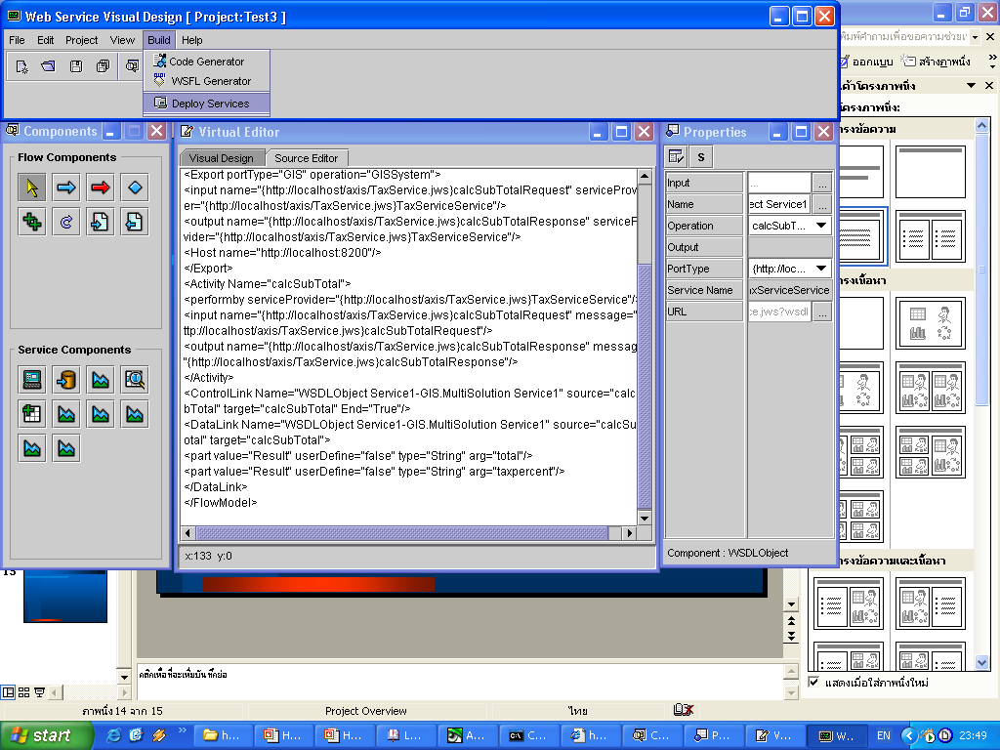 Web Service Visual Design [ Project:Test3 ]
File Edit Project View Build Help
Code Generator
WSFL Generator
Deploy Services
Components
Flow Components
Service Components
Virtual Editor
Visual Design Source Editor
<Export portType="GIS" operation="GISSystem">
<input name="{http://localhost/axis/TaxService.jws}calcSubTotalRequest" serviceProv
er="{http://localhost/axis/TaxService.jws}TaxServiceService"/>
<output name="{http://localhost/axis/TaxService.jws}calcSubTotalResponse" serviceF
vider="{http://localhost/axis/TaxService.jws}TaxServiceService"/>
<Host name="http://localhost:8200"/>
</Export>
<Activity Name="calcSubTotal">
<performby serviceProvider="{http://localhost/axis/TaxService.jws}TaxServiceService"/>
<input name="{http://localhost/axis/TaxService.jws}calcSubTotalRequest" message="
ttp://localhost/axis/TaxService.jws}calcSubTotalRequest"/>
<output name="{http://localhost/axis/TaxService.jws}calcSubTotalResponse" messag
"{http://localhost/axis/TaxService.jws}calcSubTotalResponse"/>
</Activity>
<ControlLink Name="WSDLObject Service1-GIS.MultiSolution Service1" source="calc
bTotal" target="calcSubTotal" End="True"/>
<DataLink Name="WSDLObject Service1-GIS.MultiSolution Service1" source="calcSu
otal" target="calcSubTotal">
<part value="Result" userDefine="false" type="String" arg="total"/>
<part value="Result" userDefine="false" type="String" arg="taxpercent"/>
</DataLink>
</FlowModel>
x:133 y:0
Properties
S
Input ... ...
Name ect Service1 ...
Operation calcSubT...
Output
PortType {http://loc...
Service Name axServiceService
URL ce.jws?wsdl ...
Component : WSDLObject
พิมพ์คำถามเพื่อขอความช่วยเ
ออกแบบ สร้างภาพนิ่ง
ค้าโครงภาพนิ่ง
โครงภาพนิ่ง:
ครงข้อความ
ครงเนื้อหา
ครงข้อความและเนื้อหา
แสดงเมื่อใส่ภาพนิ่งใหม่
15
คลิกเพื่อที่จะเพิ่มบันทึกย่อ
ภาพนิ่ง 14 จาก 15 Project Overview ไทย
start h... H... H... L... A... C... h... C... P... V... W... EN 23:49